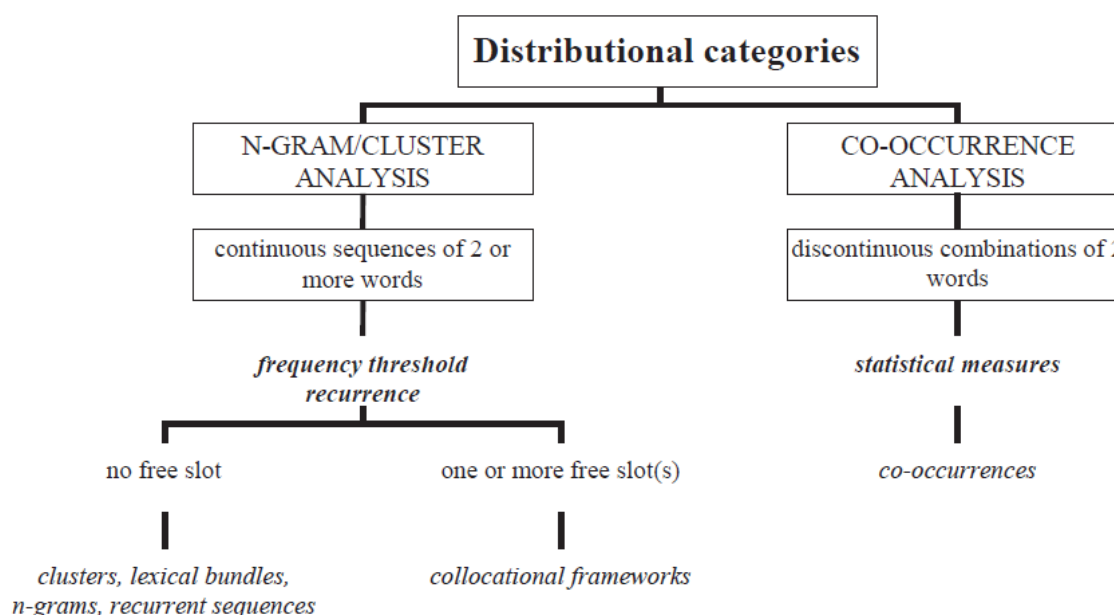 Distributional categories
N-GRAM/CLUSTER
ANALYSIS
CO-OCCURRENCE
ANALYSIS
continuous sequences of 2 or
more words
discontinuous combinations of 2
words
frequency threshold
recurrence
statistical measures
no free slot
one or more free slot(s)
co-occurrences
clusters, lexical bundles,
n-grams, recurrent sequences
collocational frameworks